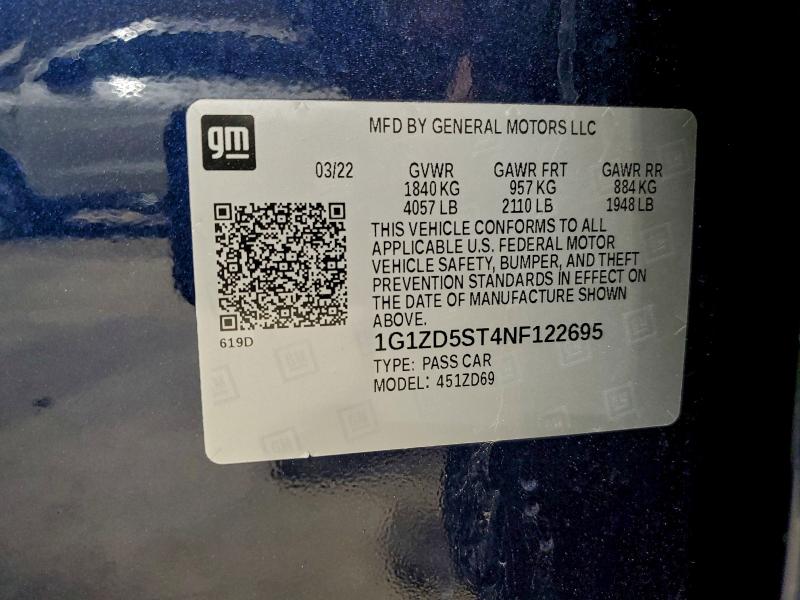 gm
MFD BY GENERAL MOTORS LLC
03/22 GVWR GAWR FRT GAWR RR
1840 KG 957 KG 884 KG
4057 LB 2110 LB 1948 LB
THIS VEHICLE CONFORMS TO ALL
APPLICABLE U.S. FEDERAL MOTOR
VEHICLE SAFETY, BUMPER, AND THEFT
PREVENTION STANDARDS IN EFFECT ON
THE DATE OF MANUFACTURE SHOWN
ABOVE.
619D
1G1ZD5ST4NF122695
TYPE: PASS CAR
MODEL: 451ZD69